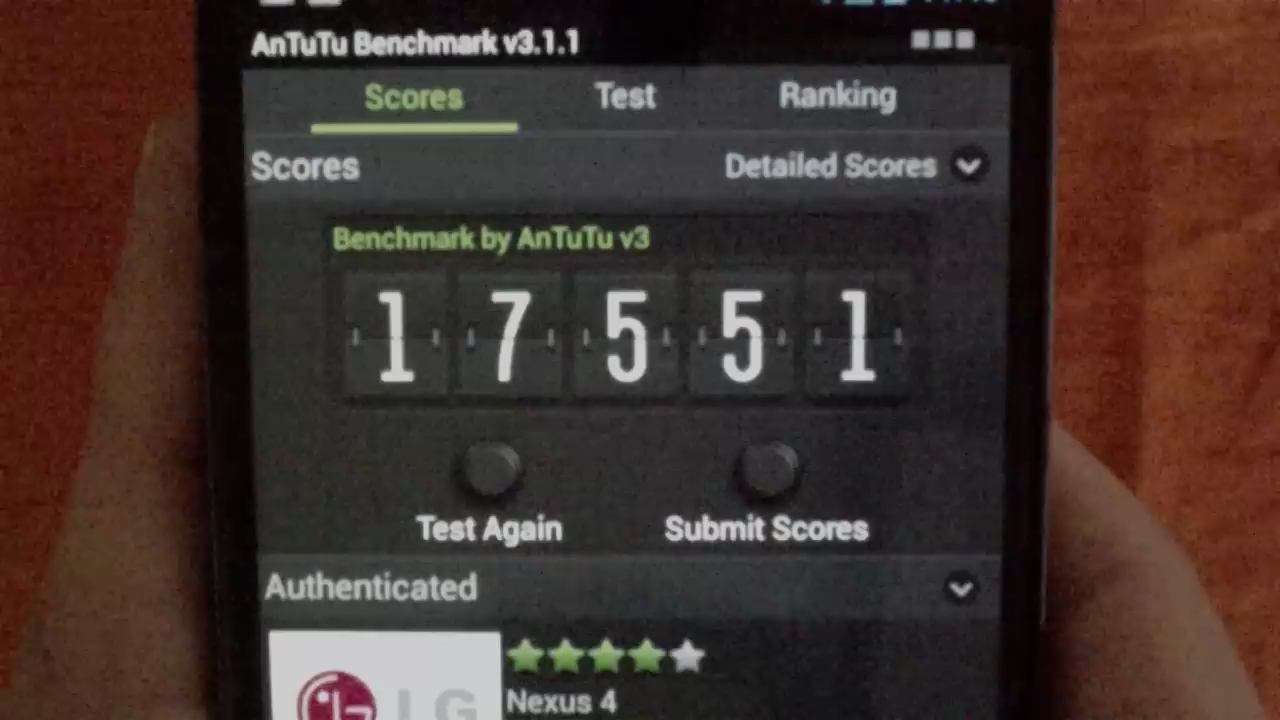 AnTuTu Benchmark v3.1.1
Scores Test Ranking
Scores Detailed Scores
Benchmark by AnTuTu v3
17551
Test Again Submit Scores
Authenticated
LG
Nexus 4